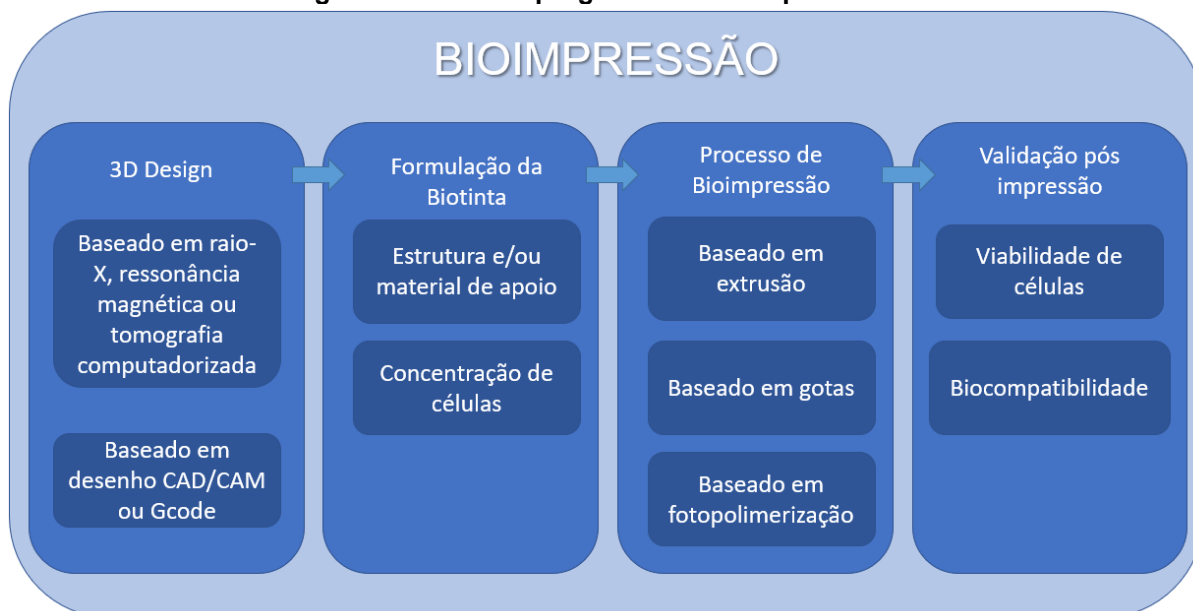 BIOIMPRESSÃO
3D Design
Baseado em raio-
X, ressonância
magnética ou
tomografia
computadorizada
Baseado em
desenho CAD/CAM
ou Gcode
Formulação da
Biotinta
Estrutura e/ou
material de apoio
Concentração de
células
Processo de
Bioimpressão
Baseado em
extrusão
Baseado em gotas
Baseado em
fotopolimerização
Validação pós
impressão
Viabilidade de
células
Biocompatibilidade